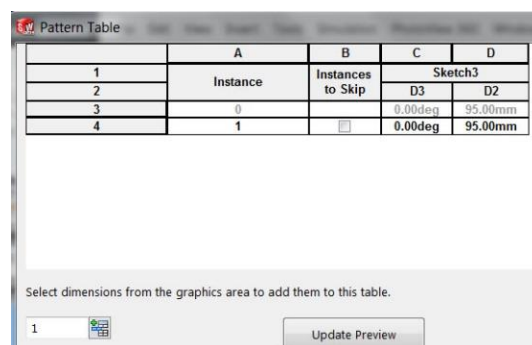 Pattern Table
A B C D
1 Instance Instances to Skip Sketch3
2 D3 D2
3 0 0.00deg 95.00mm
4 1 0.00deg 95.00mm
Select dimensions from the graphics area to add them to this table.
1
Update Preview